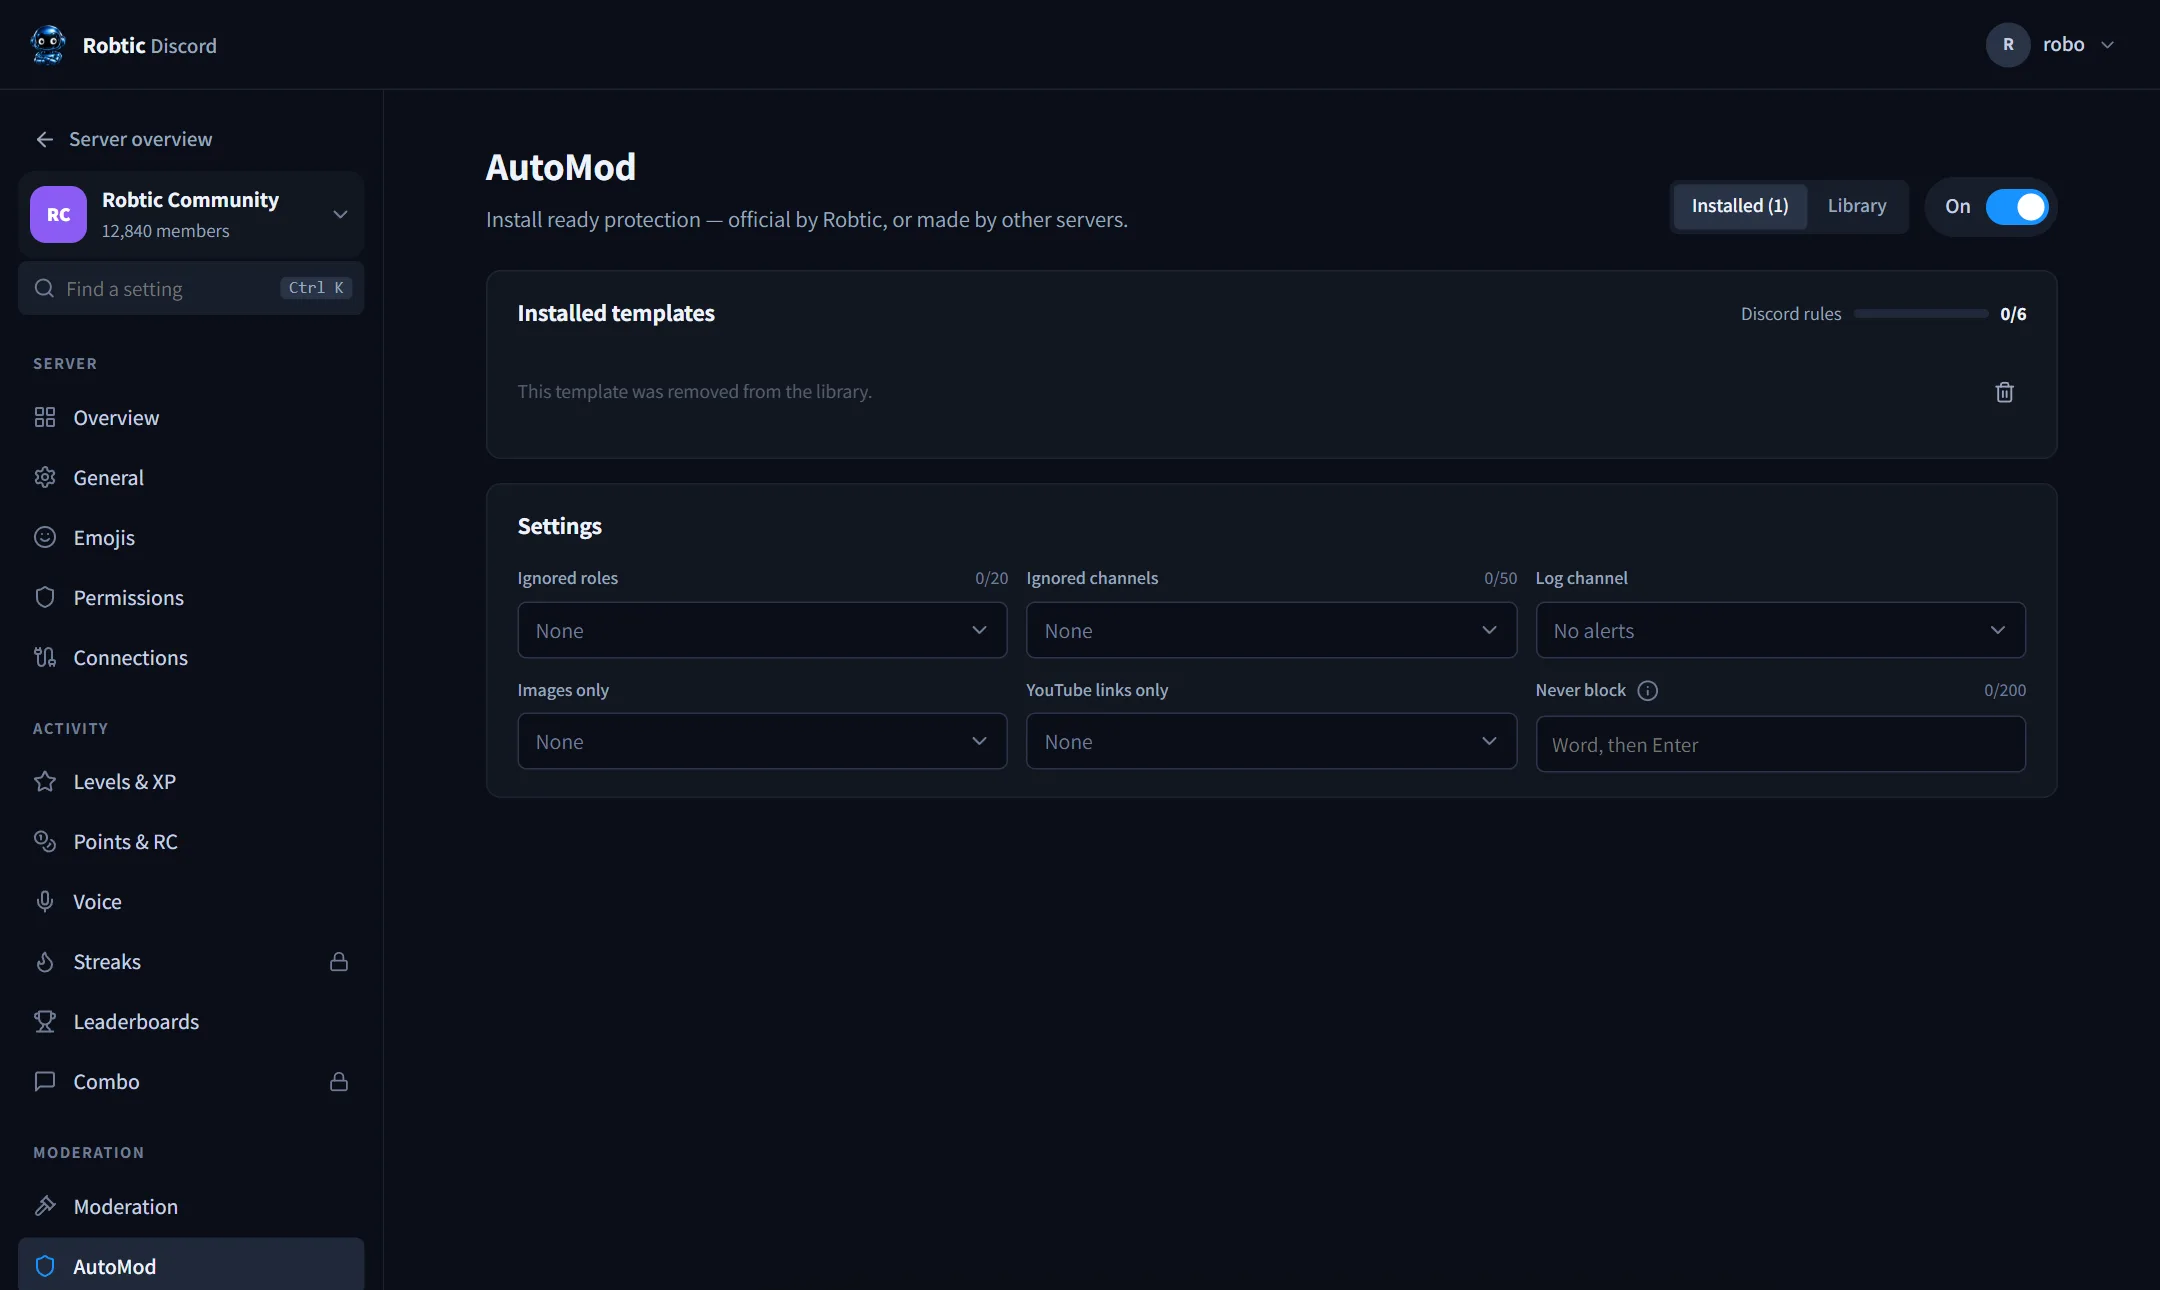 Robtic Discord
R
robo
Server overview
RC
Robtic Community
12,840 members
Find a setting
Ctrl K
SERVER
Overview
General
Emojis
Permissions
Connections
ACTIVITY
Levels & XP
Points & RC
Voice
Streaks
Leaderboards
Combo
MODERATION
Moderation
AutoMod
AutoMod
Install ready protection — official by Robtic, or made by other servers.
Installed (1)
Library
On
Installed templates
Discord rules
0/6
This template was removed from the library.
Settings
Ignored roles
0/20
None
Ignored channels
0/50
None
Log channel
No alerts
Images only
None
YouTube links only
None
Never block
0/200
Word, then Enter